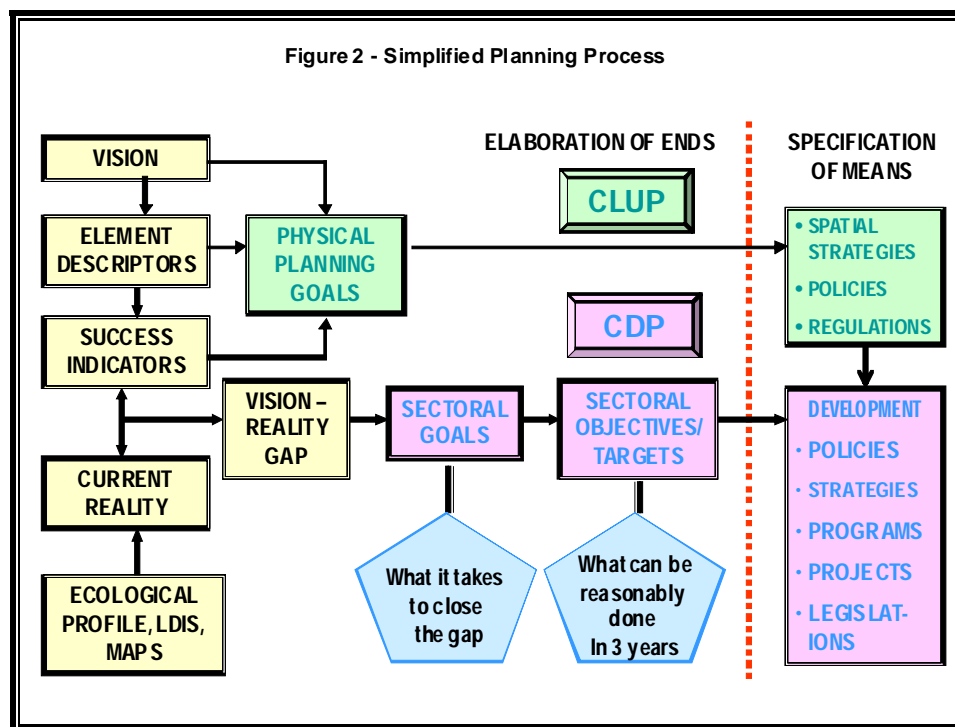 Figure 2 - Simplified Planning Process
ELABORATION OF ENDS
SPECIFICATION
OF MEANS
VISION
CLUP
ELEMENT
DESCRIPTORS
PHYSICAL
PLANNING
GOALS
• SPATIAL
STRATEGIES
• POLICIES
• REGULATIONS
CDP
SUCCESS
INDICATORS
VISION –
REALITY
GAP
SECTORAL
GOALS
SECTORAL
OBJECTIVES/
TARGETS
DEVELOPMENT
· POLICIES
· STRATEGIES
· PROGRAMS
· PROJECTS
· LEGISLAT-
IONS
CURRENT
REALITY
What it takes
to close
the gap
What can be
reasonably
done
In 3 years
ECOLOGICAL
PROFILE, LDIS,
MAPS